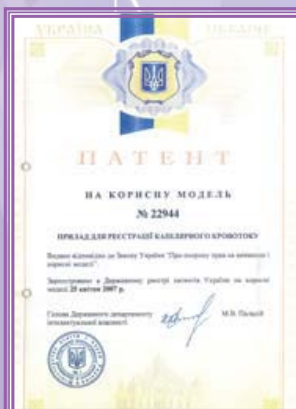 УКРАЇНА УКРАЇНА
ПАТЕНТ
НА КОРИСНУ МОДЕЛЬ
№ 22944
ПРИЛАД ДЛЯ РЕЄСТРАЦІЇ КАПІЛЯРНОГО КРОВОТОКУ
Видано відповідно до Закону України "Про охорону прав на винаходи і
корисні моделі".
Зареєстровано в Державному реєстрі патентів України на корисні
моделі 25 квітня 2007 р.
Голова Державного департаменту
інтелектуальної власності
М.В. Паладій